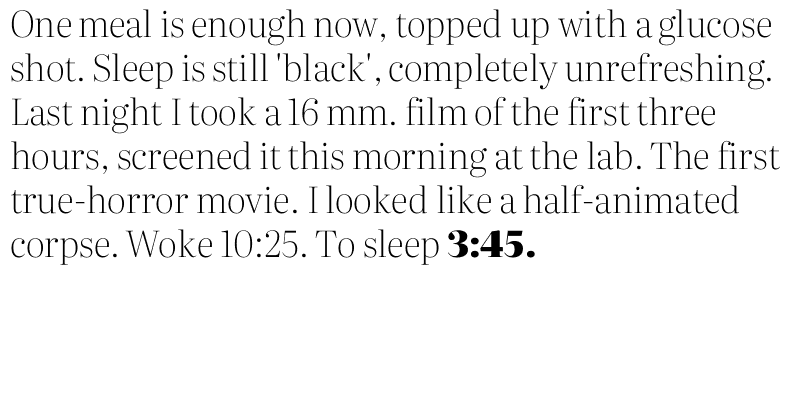 One meal is enough now, topped up with a glucose
shot. Sleep is still 'black', completely unrefreshing.
Last night I took a 16 mm. film of the first three
hours, screened it this morning at the lab. The first
true-horror movie. I looked like a half-animated
corpse. Woke 10:25. To sleep 3:45.